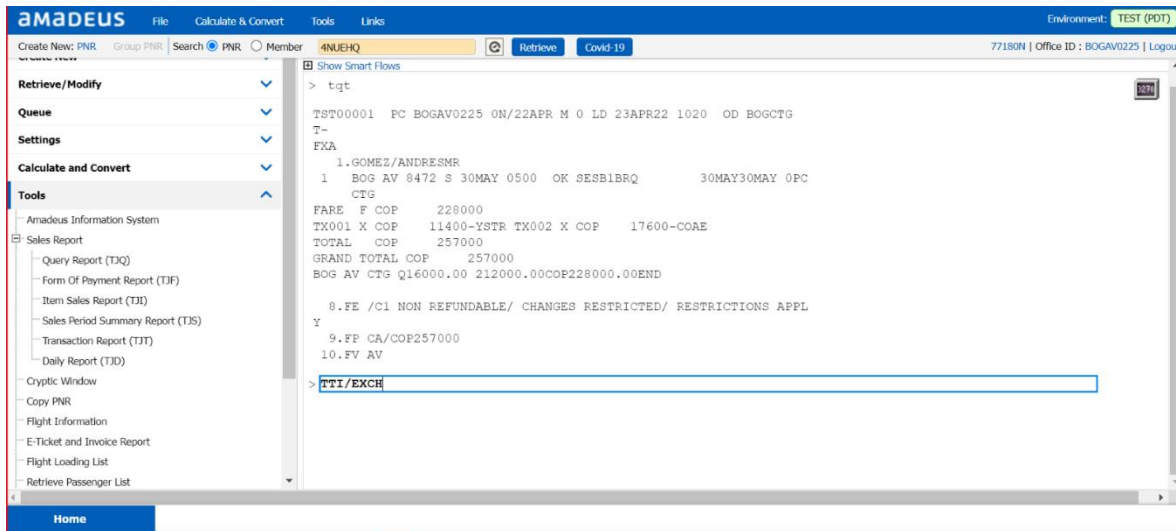 aмaDEUS File Calculate & Convert Tools Links Environment: TEST (PDT)
Create New: PNR Group PNR Search PNR Member 4NUEHQ Retrieve Covid-19 77180N | Office ID : BOGAV0225 | Logou
Show Smart Flows
Retrieve/Modify
Queue
Settings
Calculate and Convert
Tools
Amadeus Information System
Sales Report
Query Report (TJQ)
Form Of Payment Report (TJF)
Item Sales Report (TJI)
Sales Period Summary Report (TJS)
Transaction Report (TJT)
Daily Report (TJD)
Cryptic Window
Copy PNR
Flight Information
E-Ticket and Invoice Report
Flight Loading List
Retrieve Passenger List
> tqt
3270
TST00001 PC BOGAV0225 0N/22APR M 0 LD 23APR22 1020 OD BOGCTG
T-
FXA
1.GOMEZ/ANDRESMR
1 BOG AV 8472 S 30MAY 0500 OK SESB1BRQ 30MAY30MAY 0PC
CTG
FARE F COP 228000
TX001 X COP 11400-YSTR TX002 X COP 17600-COAE
TOTAL COP 257000
GRAND TOTAL COP 257000
BOG AV CTG Q16000.00 212000.00COP228000.00END
8.FE /C1 NON REFUNDABLE/ CHANGES RESTRICTED/ RESTRICTIONS APPL
Y
9.FP CA/COP257000
10.FV AV
> TTI/EXCH
Home